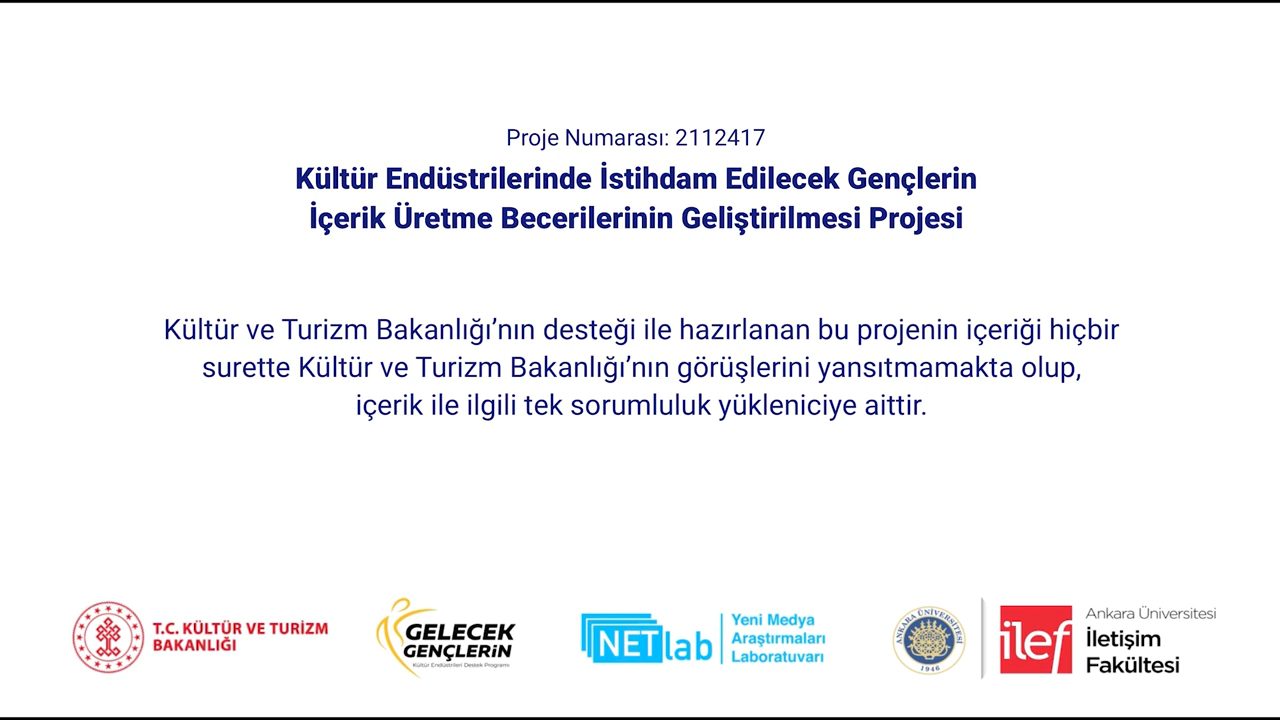 Proje Numarası: 2112417
Kültür Endüstrilerinde İstihdam Edilecek Gençlerin
İçerik Üretme Becerilerinin Geliştirilmesi Projesi
Kültür ve Turizm Bakanlığı’nın desteği ile hazırlanan bu projenin içeriği hiçbir
surette Kültür ve Turizm Bakanlığı’nın görüşlerini yansıtmamakta olup,
içerik ile ilgili tek sorumluluk yükleniciye aittir.
T.C. KÜLTÜR VE TURİZM
BAKANLIĞI
GELECEK
GENÇLERİN
Kültür Endüstrileri Destek Programı
NETlab
Yeni Medya
Araştırmaları
Laboratuvarı
ANKARA ÜNİVERSİTESİ
1946
ilef
Ankara Üniversitesi
İletişim
Fakültesi